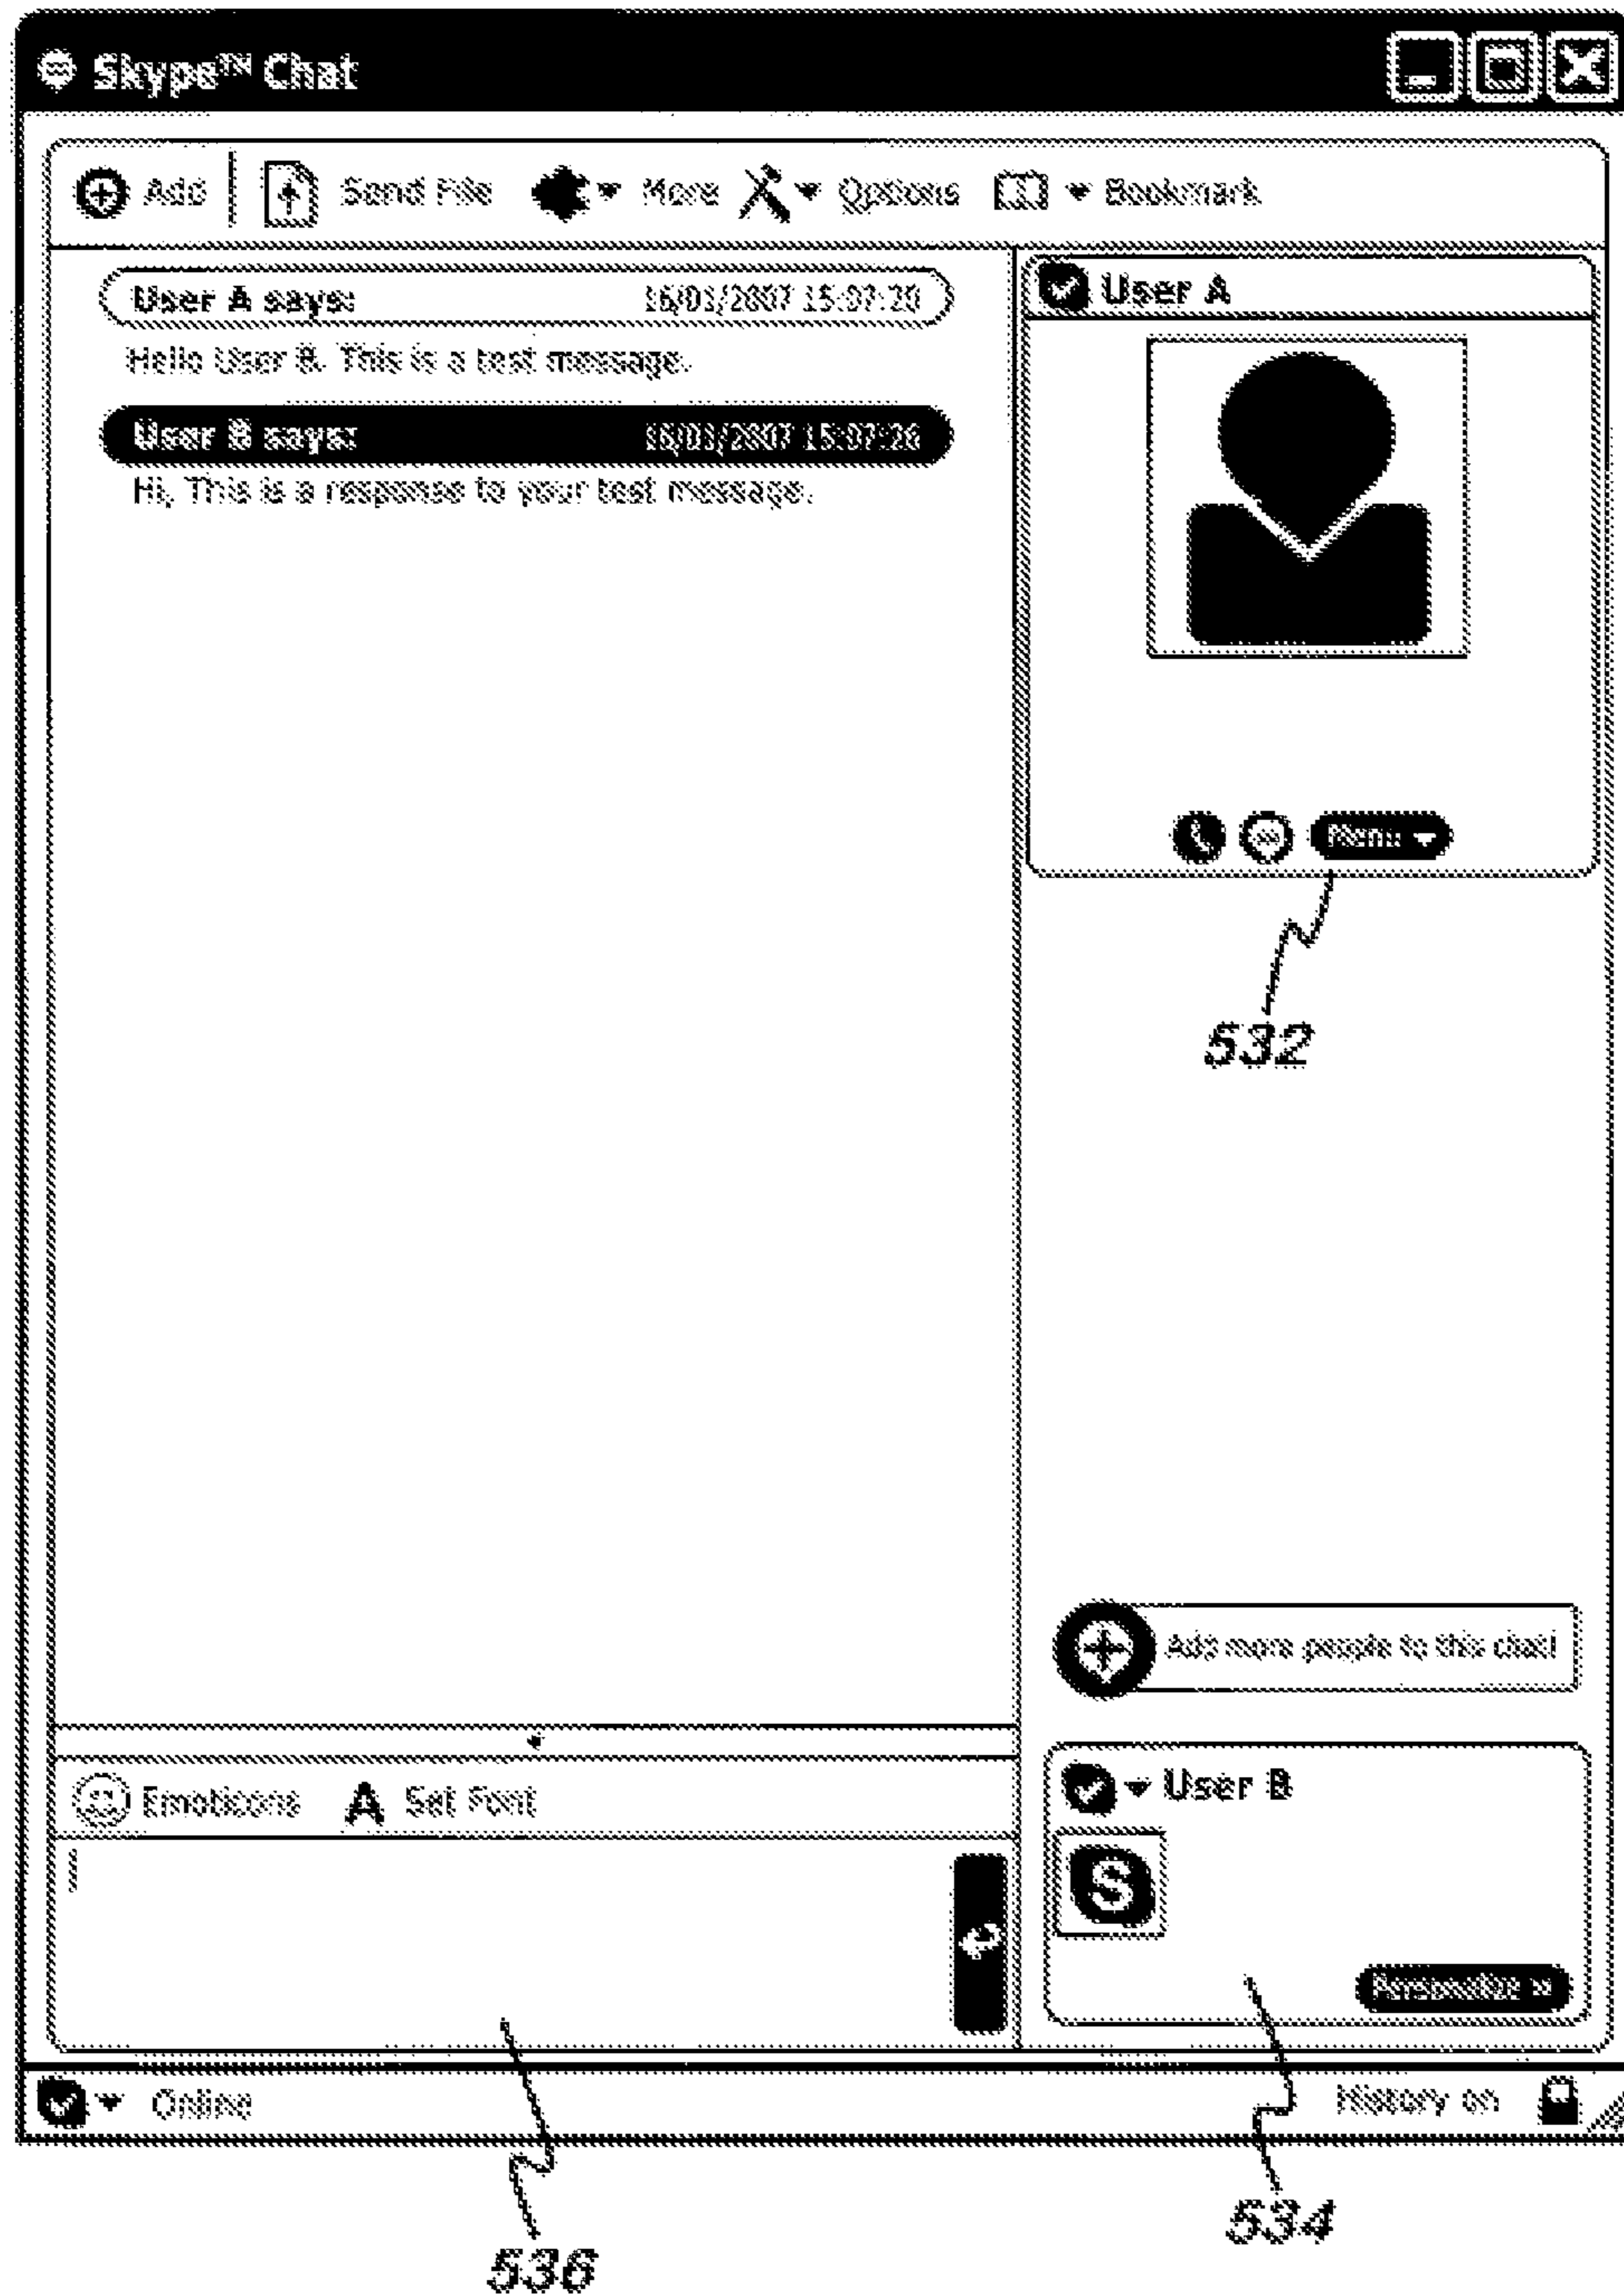 Skype™ Chat
Add Send File More Options Bookmark
User A says: 16/01/2007 15:07:20
Hello User B. This is a test message.
User B says: 16/01/2007 15:07:26
Hi, This is a response to your test message.
User A
Menu
532
Add more people to this chat!
Emoticons A Set Font
User B
S
Personalise »
Online
History on
536
534